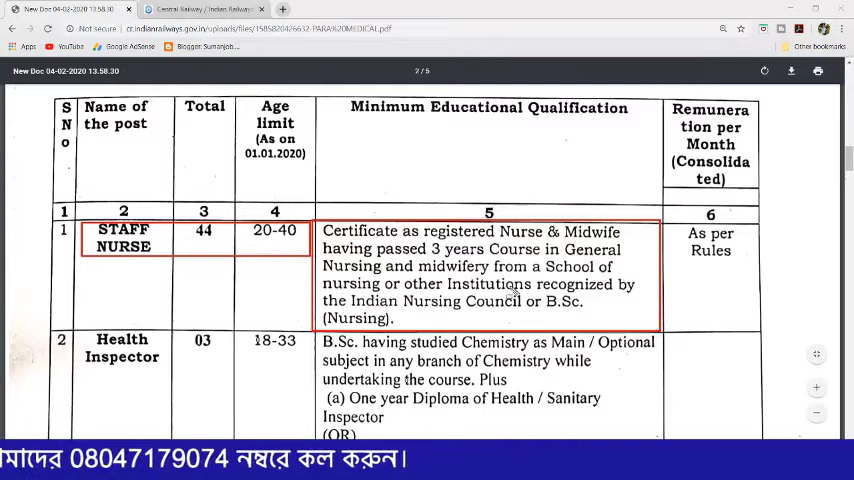 New Doc 04-02-2020 13.58.30
Central Railway / Indian Railways
Not secure
cr.indianrailways.gov.in/uploads/files/1585820426632-PARA%20MEDICAL.pdf
Apps
YouTube
Google AdSense
Blogger: Sumanjo...
Other bookmarks
New Doc 04-02-2020 13.58.30
2 / 5
S N o
Name of the post
Total
Age limit (As on 01.01.2020)
Minimum Educational Qualification
Remunera tion per Month (Consolida ted)
1 2 3 4 5 6
1
STAFF NURSE
44
20-40
Certificate as registered Nurse & Midwife
having passed 3 years Course in General
Nursing and midwifery from a School of
nursing or other Institutions recognized by
the Indian Nursing Council or B.Sc.
(Nursing).
As per
Rules
2
Health Inspector
03
18-33
B.Sc. having studied Chemistry as Main / Optional
subject in any branch of Chemistry while
undertaking the course. Plus
(a) One year Diploma of Health / Sanitary
Inspector
(OR)
মাদের 08047179074 নম্বরে কল করুন।